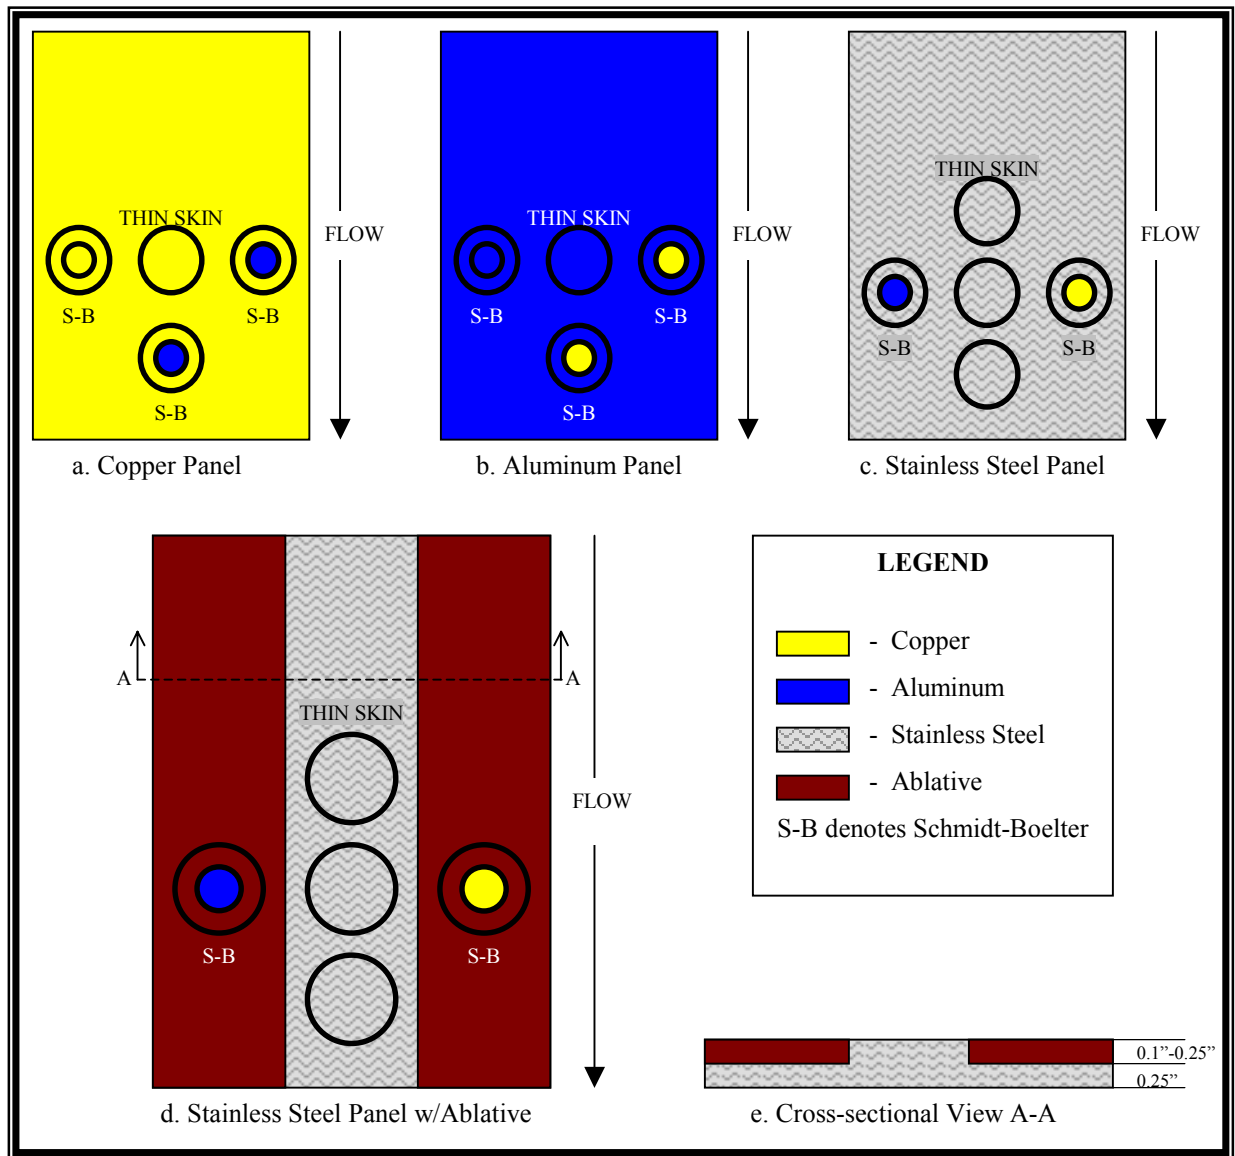 THIN SKIN
FLOW
S-B
S-B
S-B
a. Copper Panel
THIN SKIN
FLOW
S-B
S-B
S-B
b. Aluminum Panel
THIN SKIN
FLOW
S-B
S-B
c. Stainless Steel Panel
A
A
THIN SKIN
FLOW
S-B
S-B
d. Stainless Steel Panel w/Ablative
LEGEND
- Copper
- Aluminum
- Stainless Steel
- Ablative
S-B denotes Schmidt-Boelter
0.1”-0.25”
0.25”
e. Cross-sectional View A-A